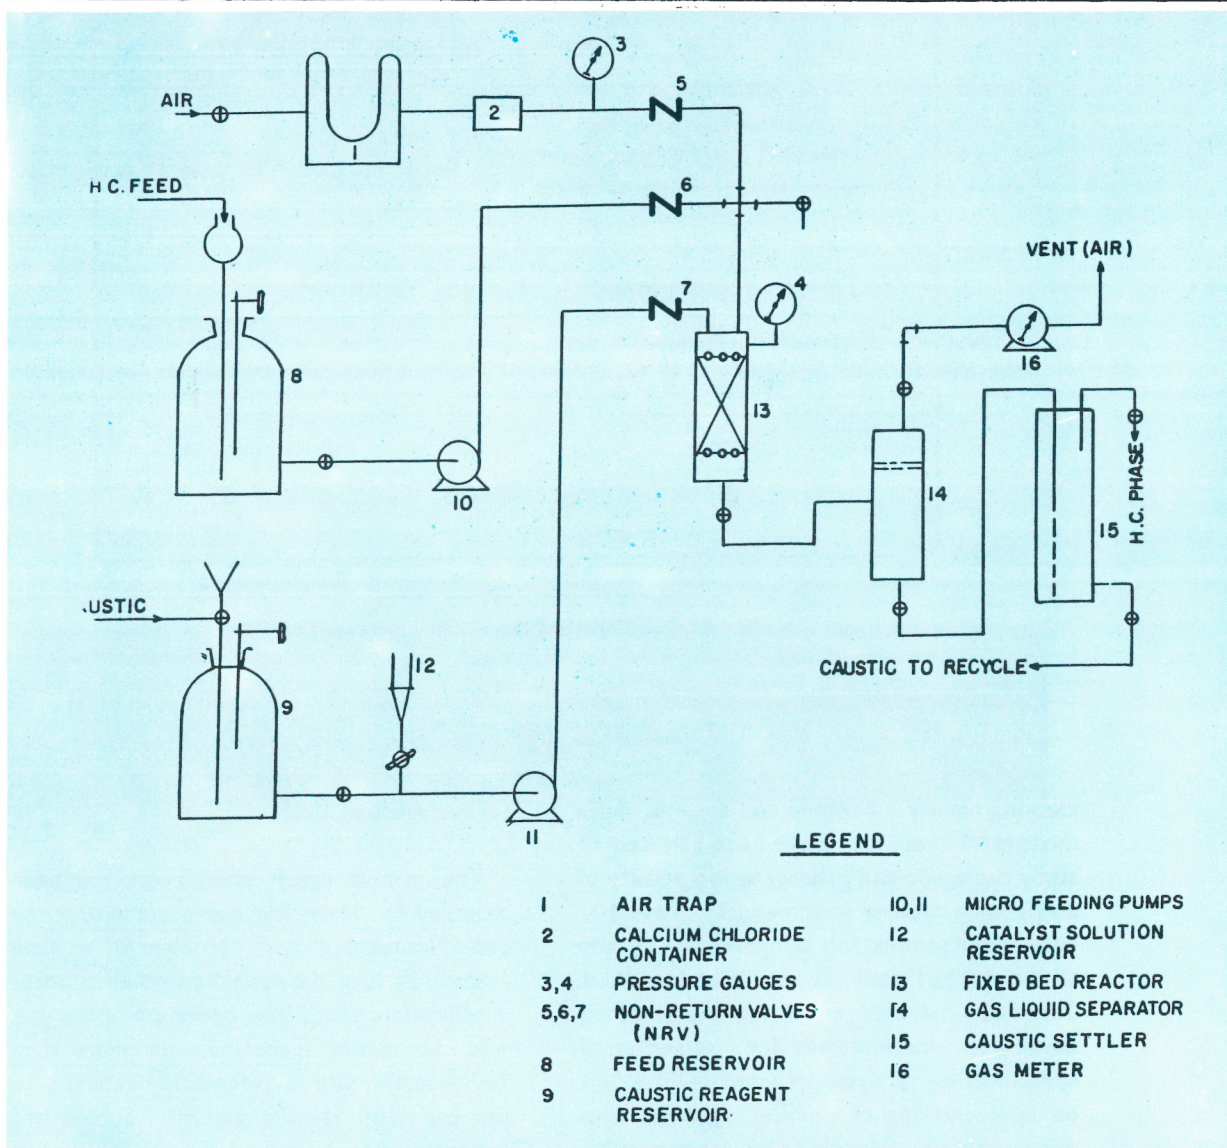 3
5
AIR
2
1
6
H C. FEED
VENT (AIR)
4
7
16
8
13
H.C. PHASE
10
14
15
USTIC
12
CAUSTIC TO RECYCLE
9
11
LEGEND
1 AIR TRAP
2 CALCIUM CHLORIDE
CONTAINER
3,4 PRESSURE GAUGES
5,6,7 NON-RETURN VALVES
(NRV)
8 FEED RESERVOIR
9 CAUSTIC REAGENT
RESERVOIR
10,11 MICRO FEEDING PUMPS
12 CATALYST SOLUTION
RESERVOIR
13 FIXED BED REACTOR
14 GAS LIQUID SEPARATOR
15 CAUSTIC SETTLER
16 GAS METER